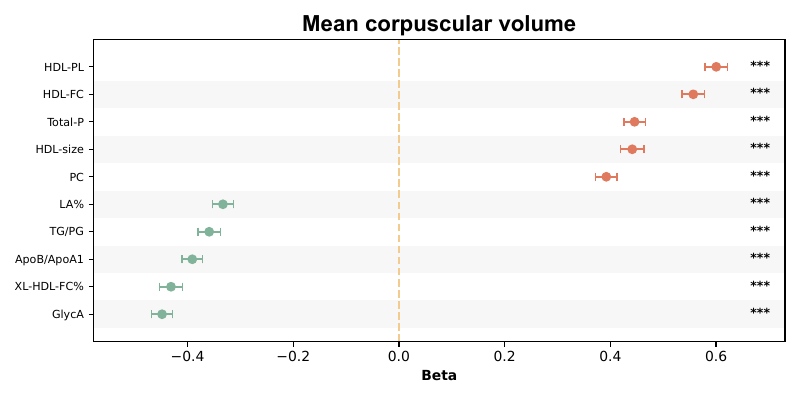 Mean corpuscular volume
HDL-PL ***
HDL-FC ***
Total-P ***
HDL-size ***
PC ***
LA% ***
TG/PG ***
ApoB/ApoA1 ***
XL-HDL-FC% ***
GlycA ***
−0.4 −0.2 0.0 0.2 0.4 0.6
Beta